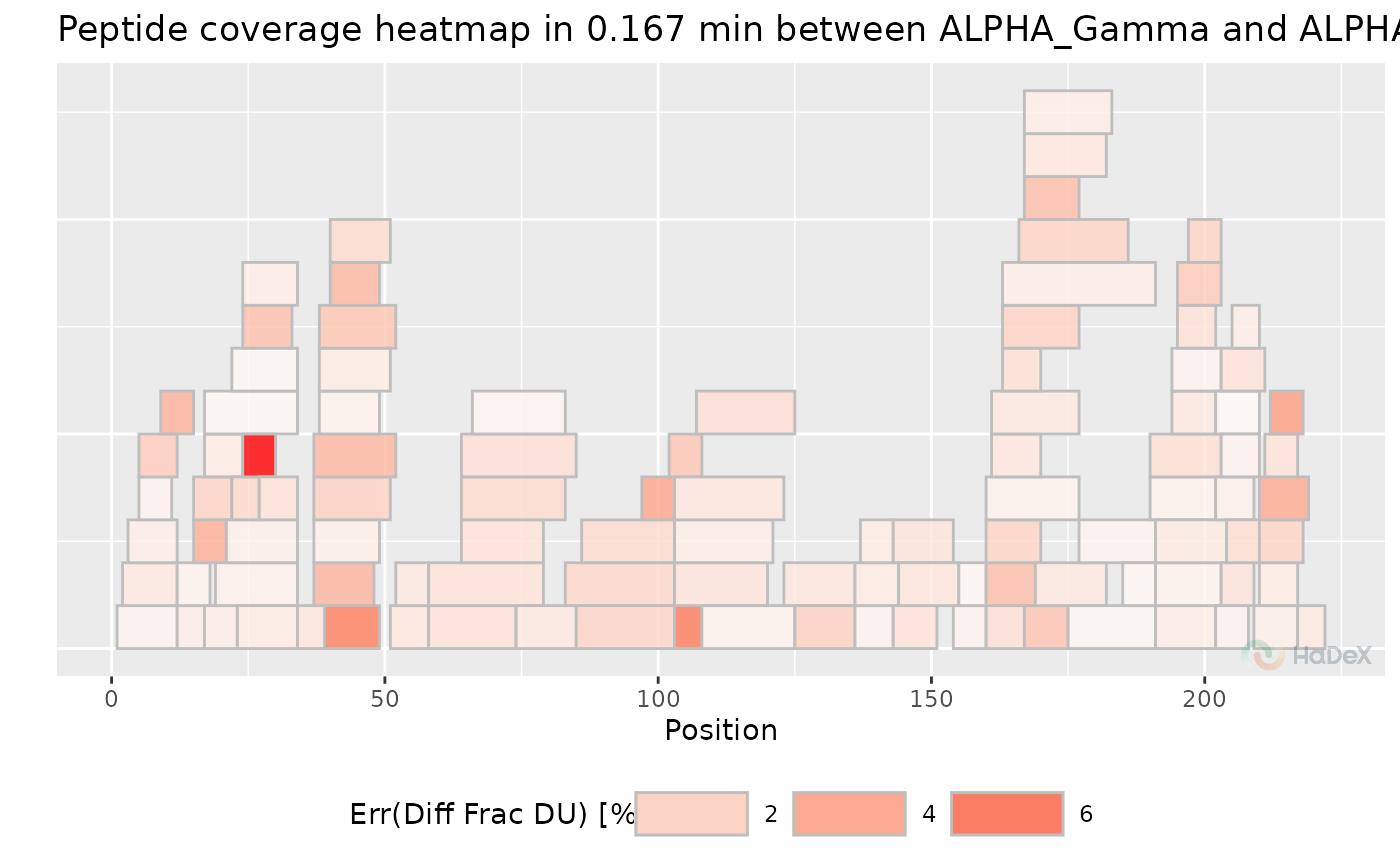 Peptide coverage heatmap in 0.167 min between ALPHA_Gamma and ALPHA
HaDeX
0 50 100 150 200
Position
Err(Diff Frac DU) [% 2 4 6